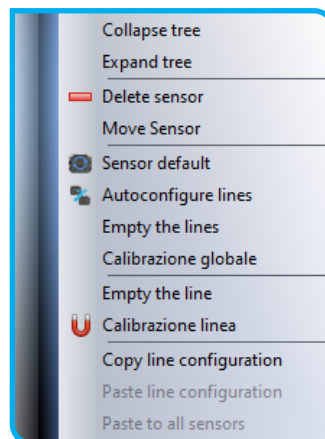 Collapse tree
Expand tree
Delete sensor
Move Sensor
Sensor default
Autoconfigure lines
Empty the lines
Calibrazione globale
Empty the line
Calibrazione linea
Copy line configuration
Paste line configuration
Paste to all sensors